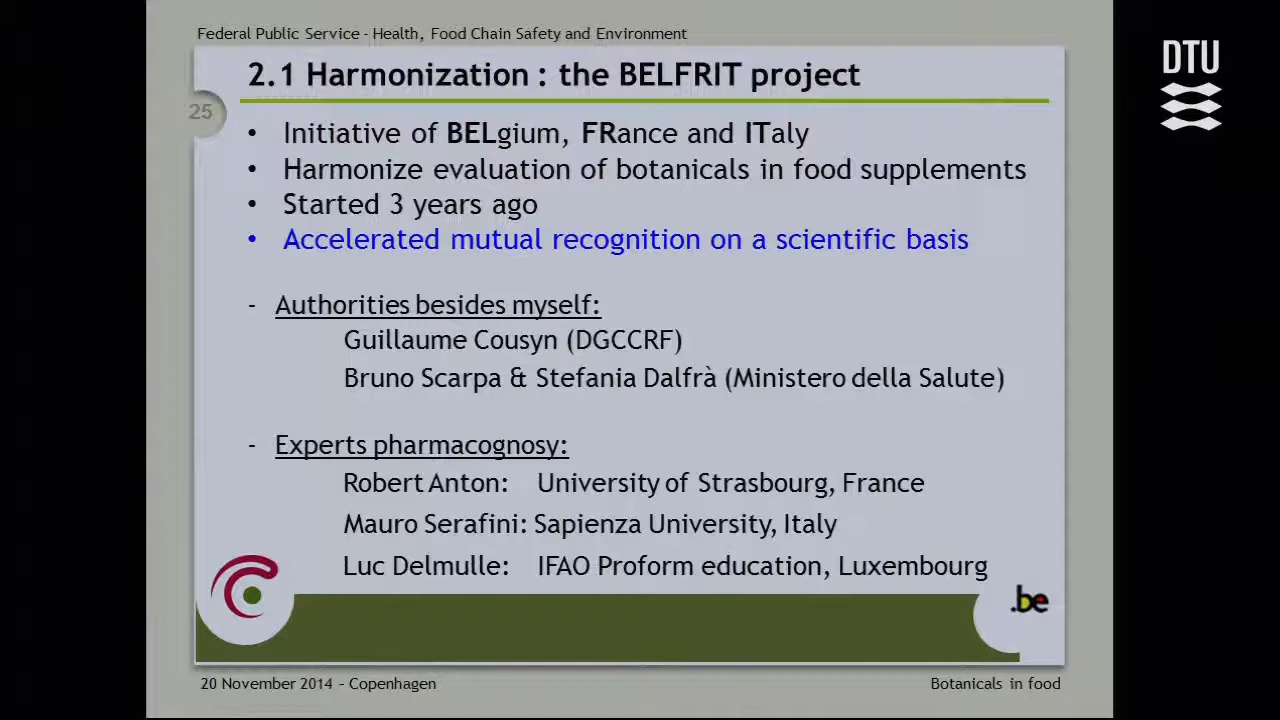 Federal Public Service - Health, Food Chain Safety and Environment
DTU
2.1 Harmonization : the BELFRIT project
25
• Initiative of BELgium, FRance and ITaly
• Harmonize evaluation of botanicals in food supplements
• Started 3 years ago
• Accelerated mutual recognition on a scientific basis
- Authorities besides myself:
Guillaume Cousyn (DGCCRF)
Bruno Scarpa & Stefania Dalfrà (Ministero della Salute)
- Experts pharmacognosy:
Robert Anton: University of Strasbourg, France
Mauro Serafini: Sapienza University, Italy
Luc Delmulle: IFAO Proform education, Luxembourg
.be
20 November 2014 – Copenhagen
Botanicals in food